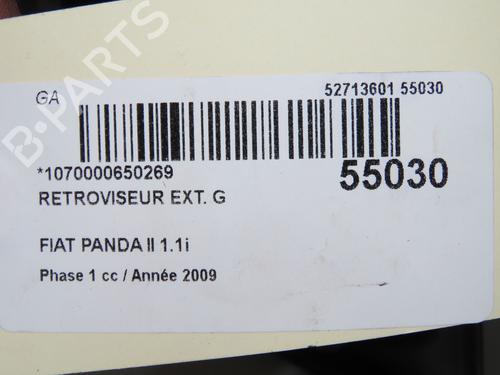 GA
52713601 55030
*1070000650269
55030
RETROVISEUR EXT. G
FIAT PANDA II 1.1i
Phase 1 cc / Année 2009
B-PARTS